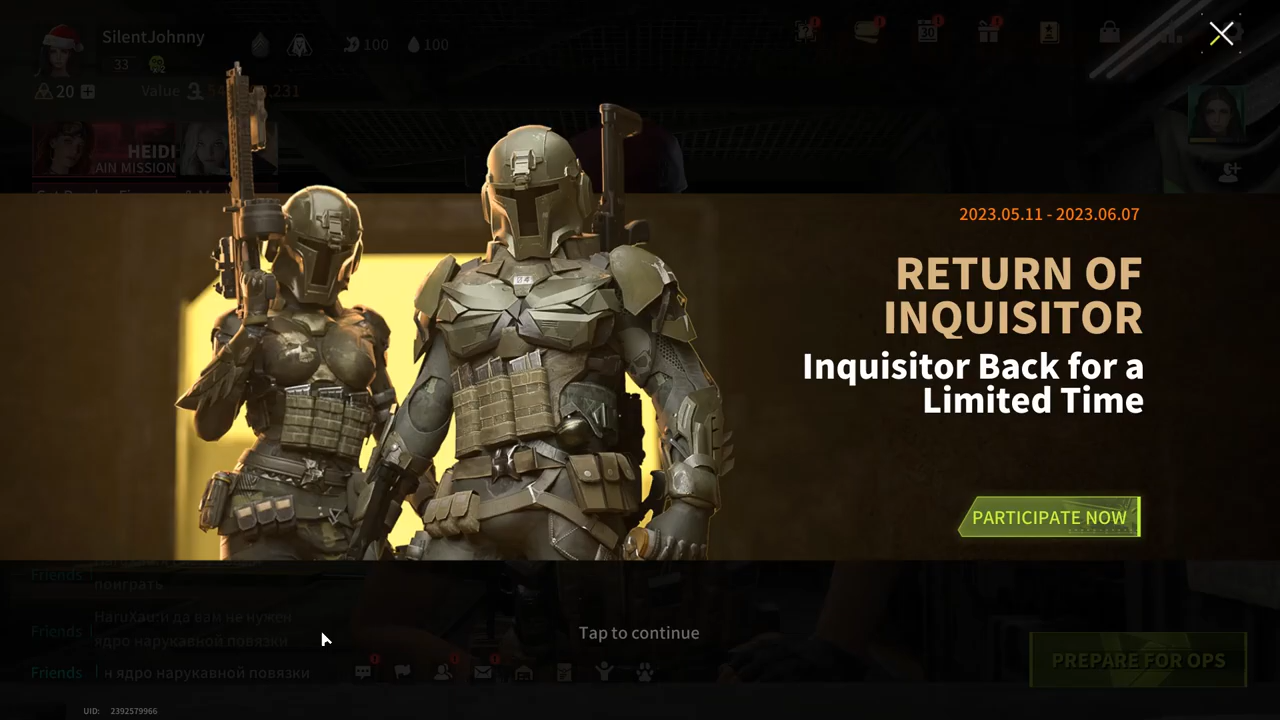 SilentJohnny
33
100
100
20
Value
30
HEIDI
AIN MISSION
2023.05.11 - 2023.06.07
RETURN OF
INQUISITOR
Inquisitor Back for a
Limited Time
PARTICIPATE NOW
Friends
поиграть
Friends
HaruХаu: и да вам не нужен
ядро нарукавной повязки
Friends
н ядро нарукавной повязки
Tap to continue
PREPARE FOR OPS
UID: 2392579966